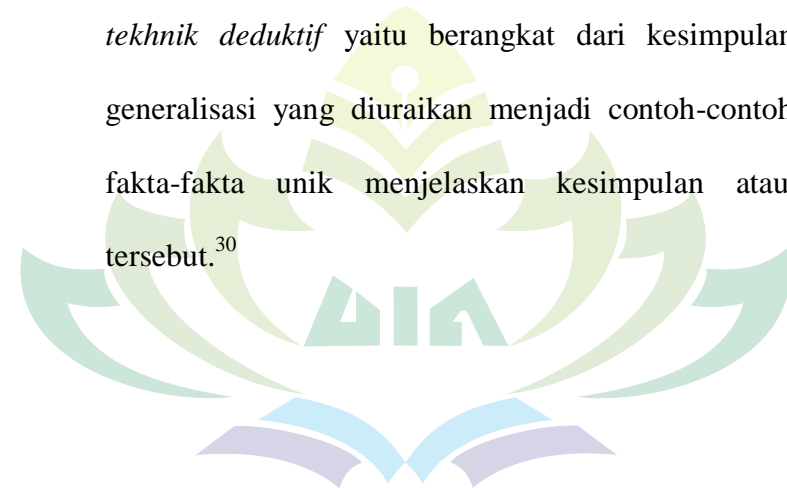 tekhnik deduktif yaitu berangkat dari kesimpulan
generalisasi yang diuraikan menjadi contoh-contoh
fakta-fakta unik menjelaskan kesimpulan atau
tersebut.³⁰
UIN